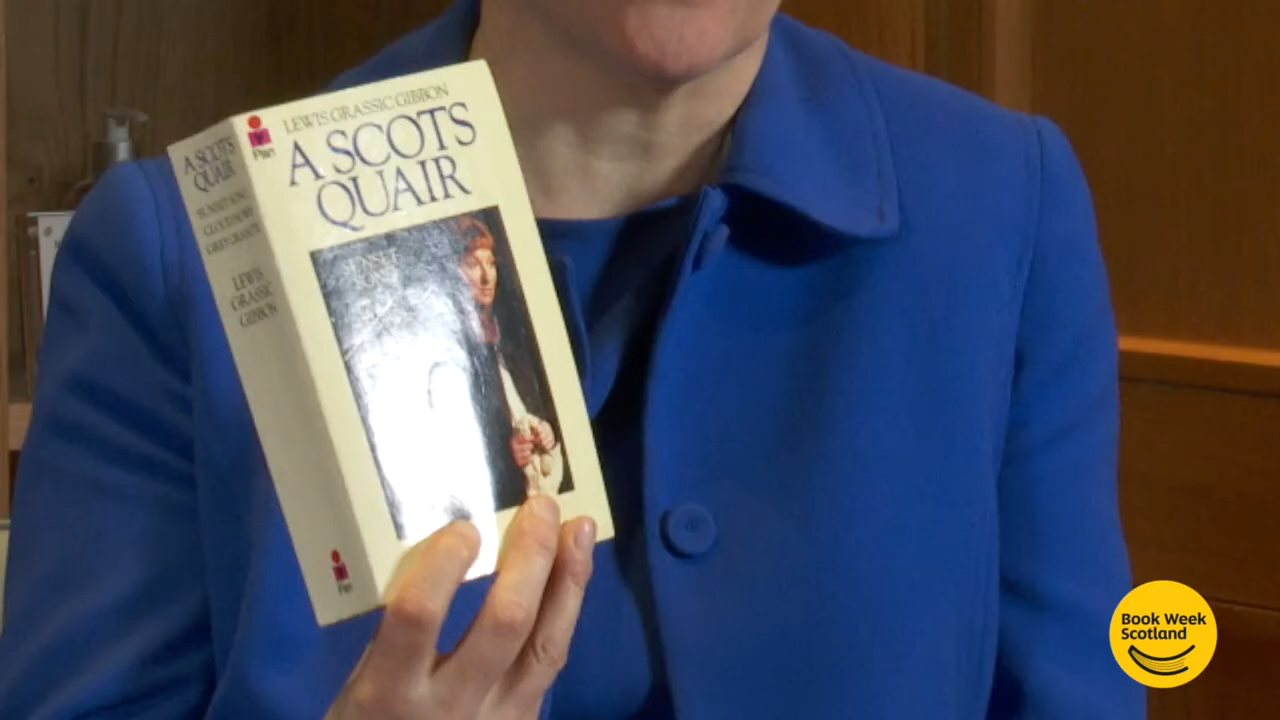 LEWIS GRASSIC GIBBON
A SCOTS
QUAIR
Pan
A SCOTS
QUAIR
SUNSET SONG
CLOUD HOWE
GREY GRANITE
LEWIS
GRASSIC
GIBBON
Pan
Book Week
Scotland